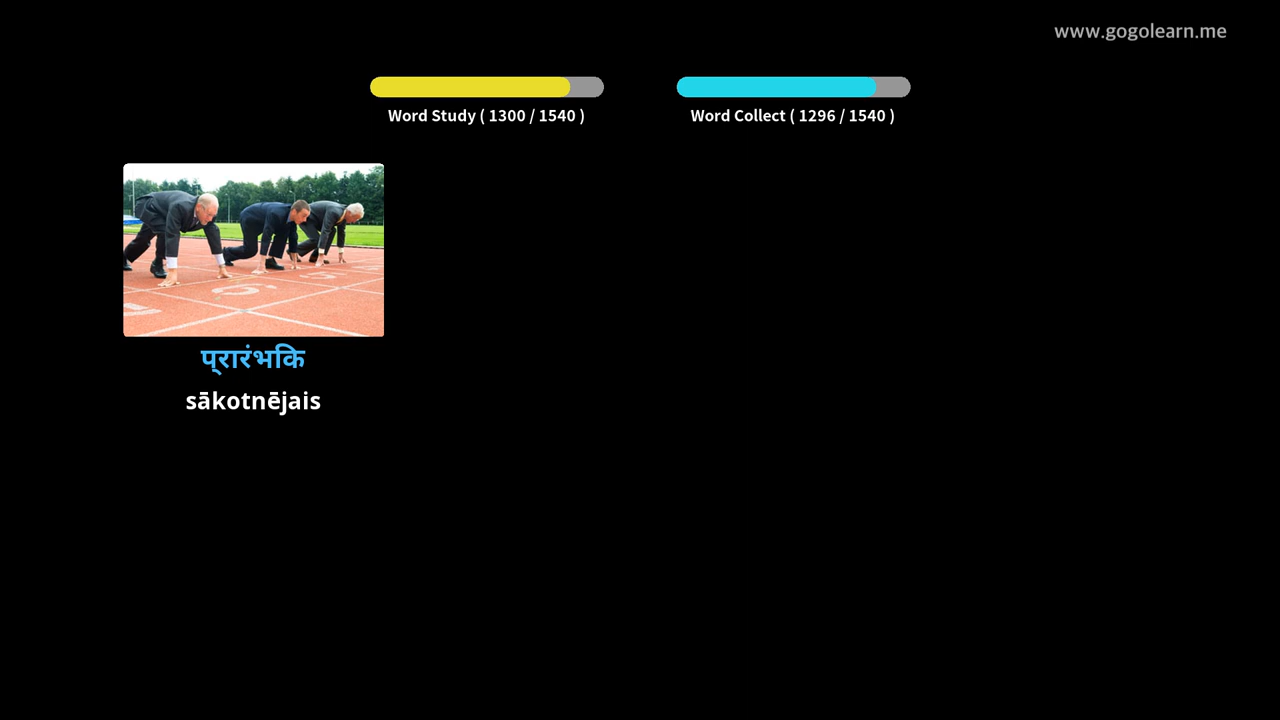 www.gogolearn.me
Word Study ( 1300 / 1540 )
Word Collect ( 1296 / 1540 )
प्रारंभकि
sākotnējais